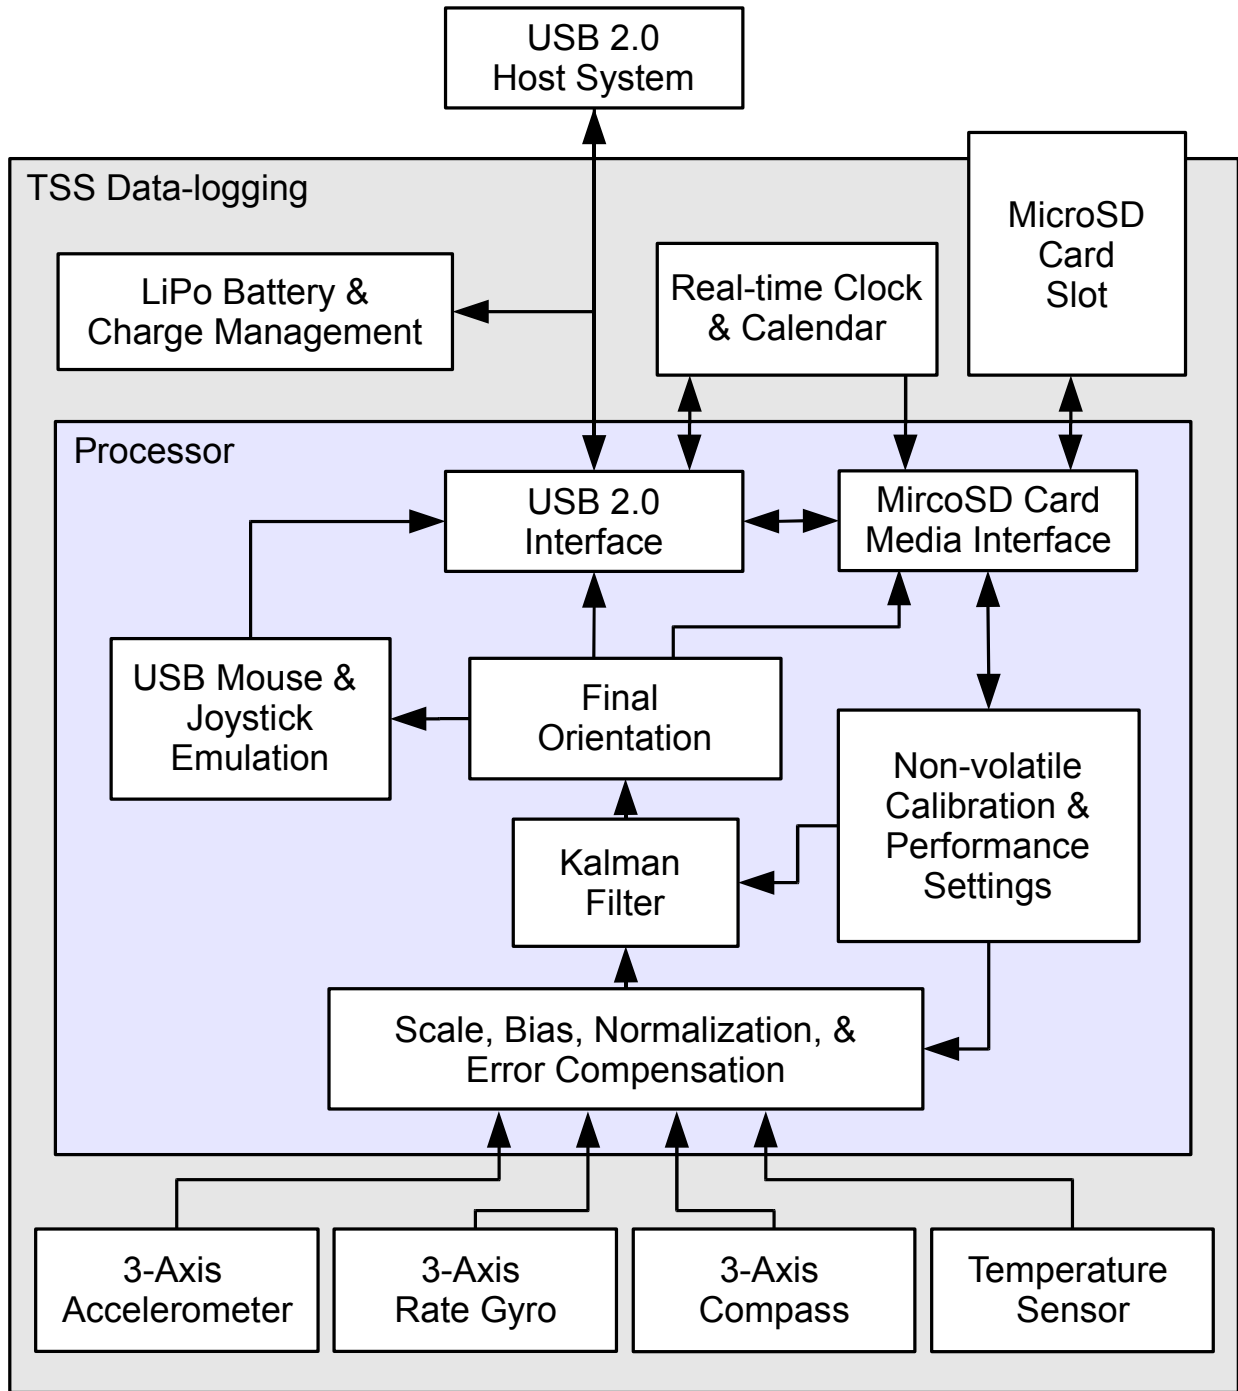 USB 2.0
Host System
TSS Data-logging
MicroSD
Card
Slot
LiPo Battery &
Charge Management
Real-time Clock
& Calendar
Processor
USB 2.0
Interface
MircoSD Card
Media Interface
USB Mouse &
Joystick
Emulation
Final
Orientation
Non-volatile
Calibration &
Performance
Settings
Kalman
Filter
Scale, Bias, Normalization, &
Error Compensation
3-Axis
Accelerometer
3-Axis
Rate Gyro
3-Axis
Compass
Temperature
Sensor